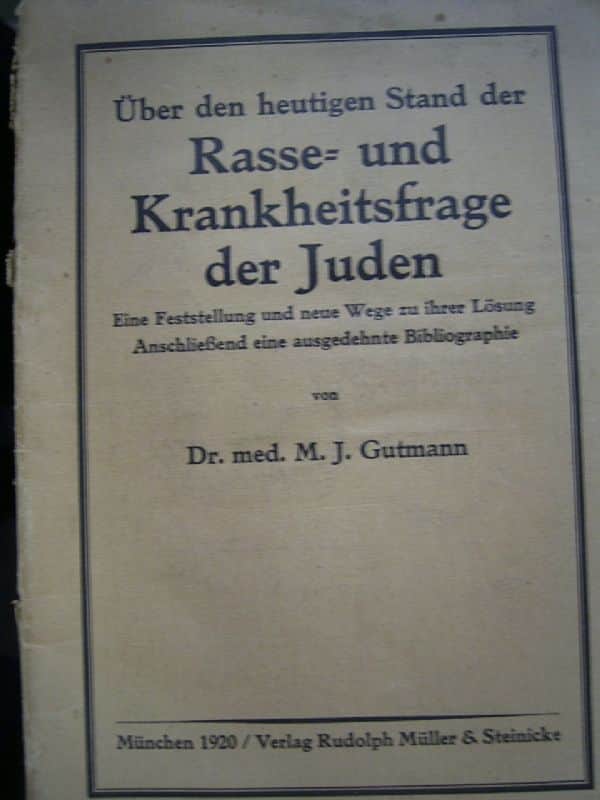 Über den heutigen Stand der
Rasse= und
Krankheitsfrage
der Juden
Eine Feststellung und neue Wege zu ihrer Lösung
Anschließend eine ausgedehnte Bibliographie
von
Dr. med. M. J. Gutmann
München 1920 / Verlag Rudolph Müller & Steinicke